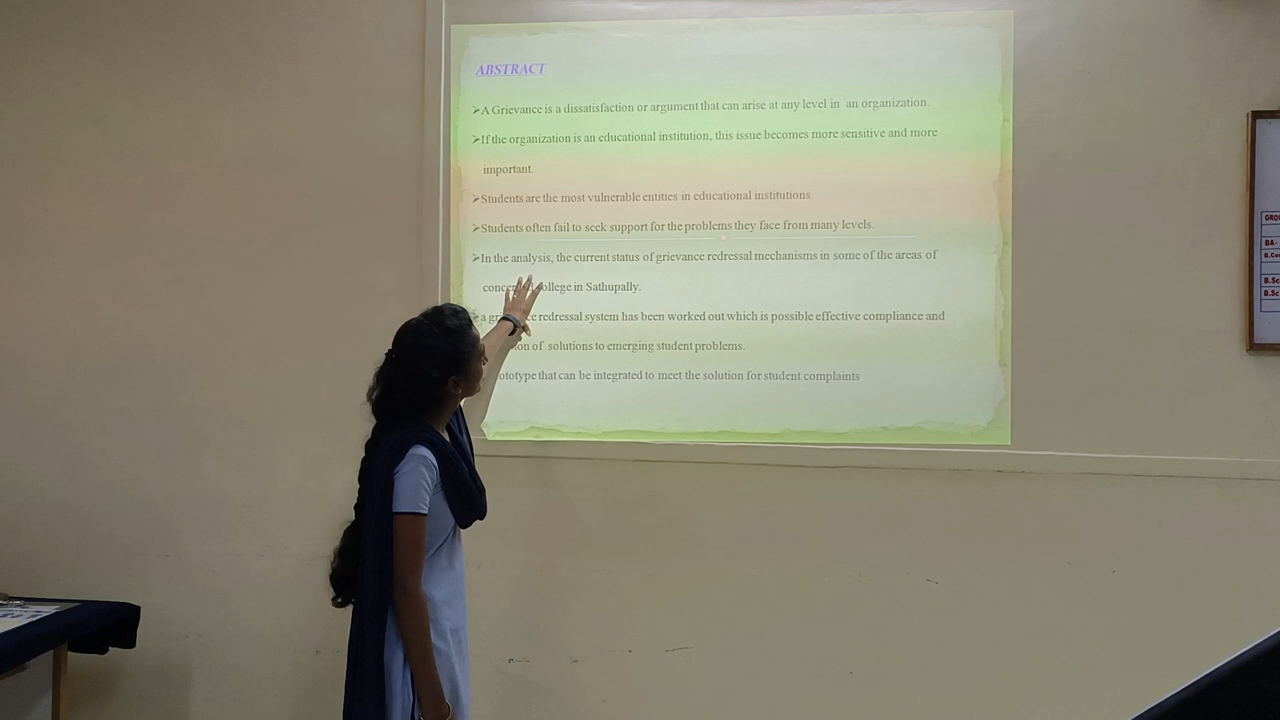 ABSTRACT
➢A Grievance is a dissatisfaction or argument that can arise at any level in an organization.
➢If the organization is an educational institution, this issue becomes more sensitive and more
important.
➢Students are the most vulnerable entities in educational institutions.
➢Students often fail to seek support for the problems they face from many levels.
➢In the analysis, the current status of grievance redressal mechanisms in some of the areas of
college in Sathupally.
a redressal system has been worked out which is possible effective compliance and
of solutions to emerging student problems.
that can be integrated to meet the solution for student complaints
BA-
B.Sc
B.Sc